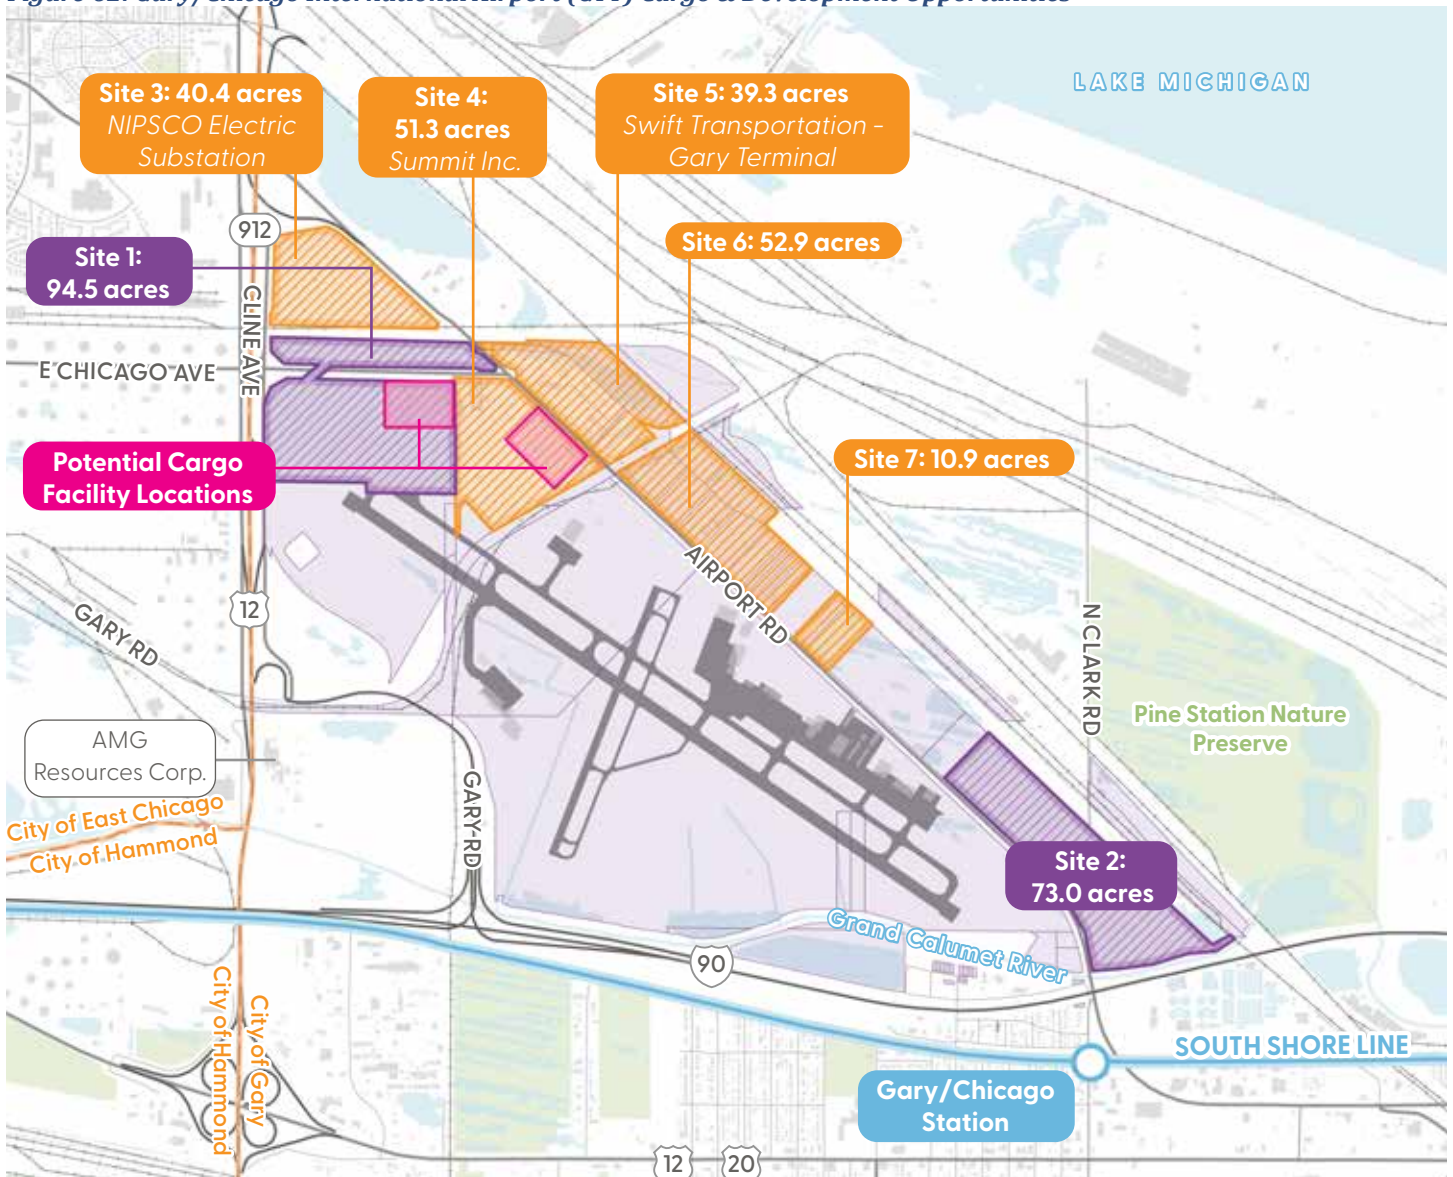 LAKE MICHIGAN
Site 3: 40.4 acres
NIPSCO Electric
Substation
Site 4:
51.3 acres
Summit Inc.
Site 5: 39.3 acres
Swift Transportation -
Gary Terminal
912
Site 6: 52.9 acres
Site 1:
94.5 acres
CLINE AVE
E CHICAGO AVE
Potential Cargo
Facility Locations
Site 7: 10.9 acres
AIRPORT RD
12
GARY RD
N CLARK RD
Pine Station Nature
Preserve
AMG
Resources Corp.
GARY RD
City of East Chicago
City of Hammond
Site 2:
73.0 acres
Grand Calumet River
90
City of Hammond
City of Gary
SOUTH SHORE LINE
Gary/Chicago
Station
12
20